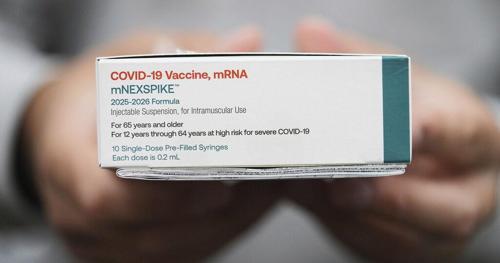 COVID-19 Vaccine, mRNA
mNEXSPIKE™
2025-2026 Formula
Injectable Suspension, for Intramuscular Use
For 65 years and older
For 12 years through 64 years at high risk for severe COVID-19
10 Single-Dose Pre-Filled Syringes
Each dose is 0.2 mL